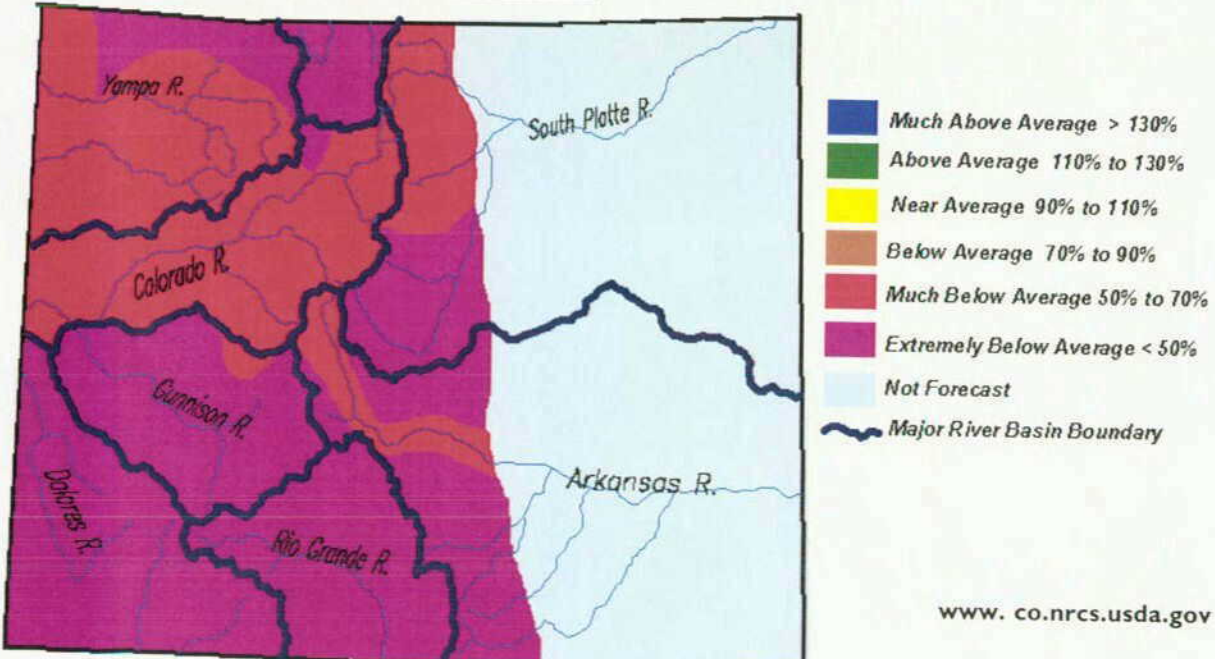 Yampa R.
South Platte R.
Colorado R.
Gunnison R.
Dolores R.
Rio Grande R.
Arkansas R.
Much Above Average > 130%
Above Average 110% to 130%
Near Average 90% to 110%
Below Average 70% to 90%
Much Below Average 50% to 70%
Extremely Below Average < 50%
Not Forecast
Major River Basin Boundary
www. co.nrcs.usda.gov